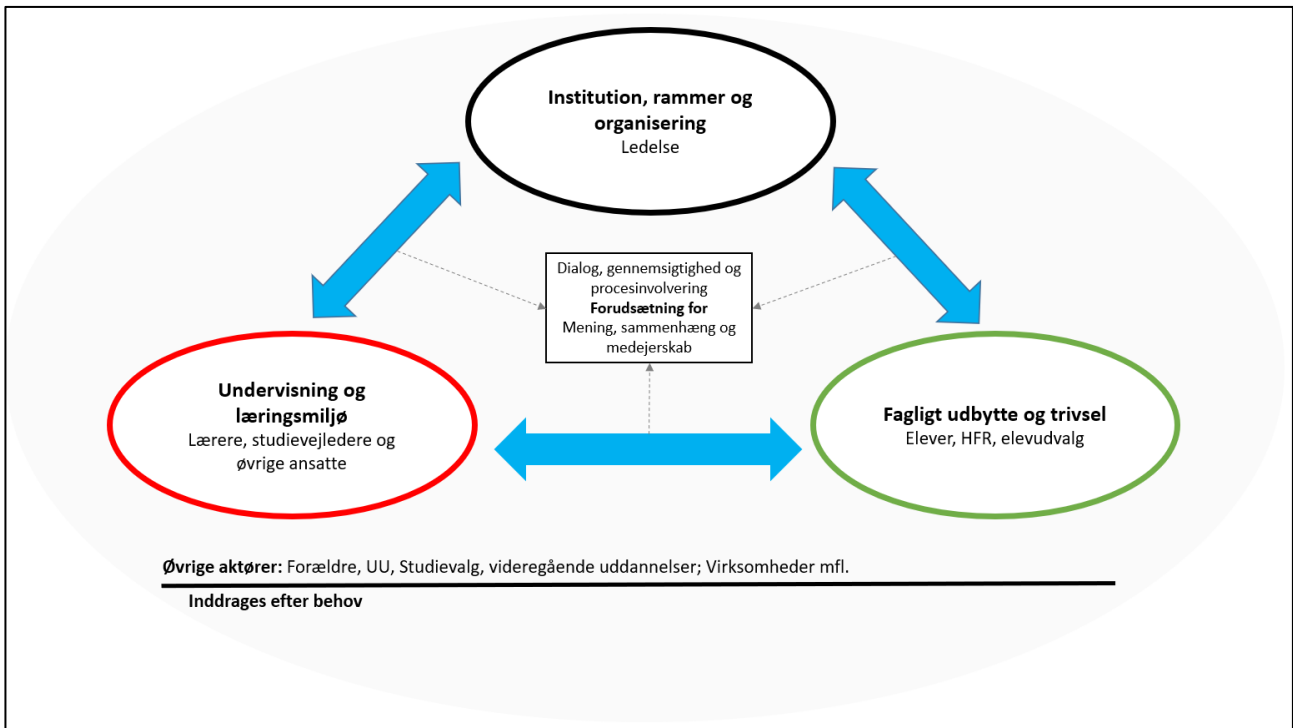 Institution, rammer og
organisering
Ledelse
Dialog, gennemsigtighed og
procesinvolvering
Forudsætning for
Mening, sammenhæng og
medejerskab
Undervisning og
læringsmiljø
Lærere, studievejledere og
øvrige ansatte
Fagligt udbytte og trivsel
Elever, HFR, elevudvalg
Øvrige aktører: Forældre, UU, Studievalg, videregående uddannelser; Virksomheder mfl.
Inddrages efter behov